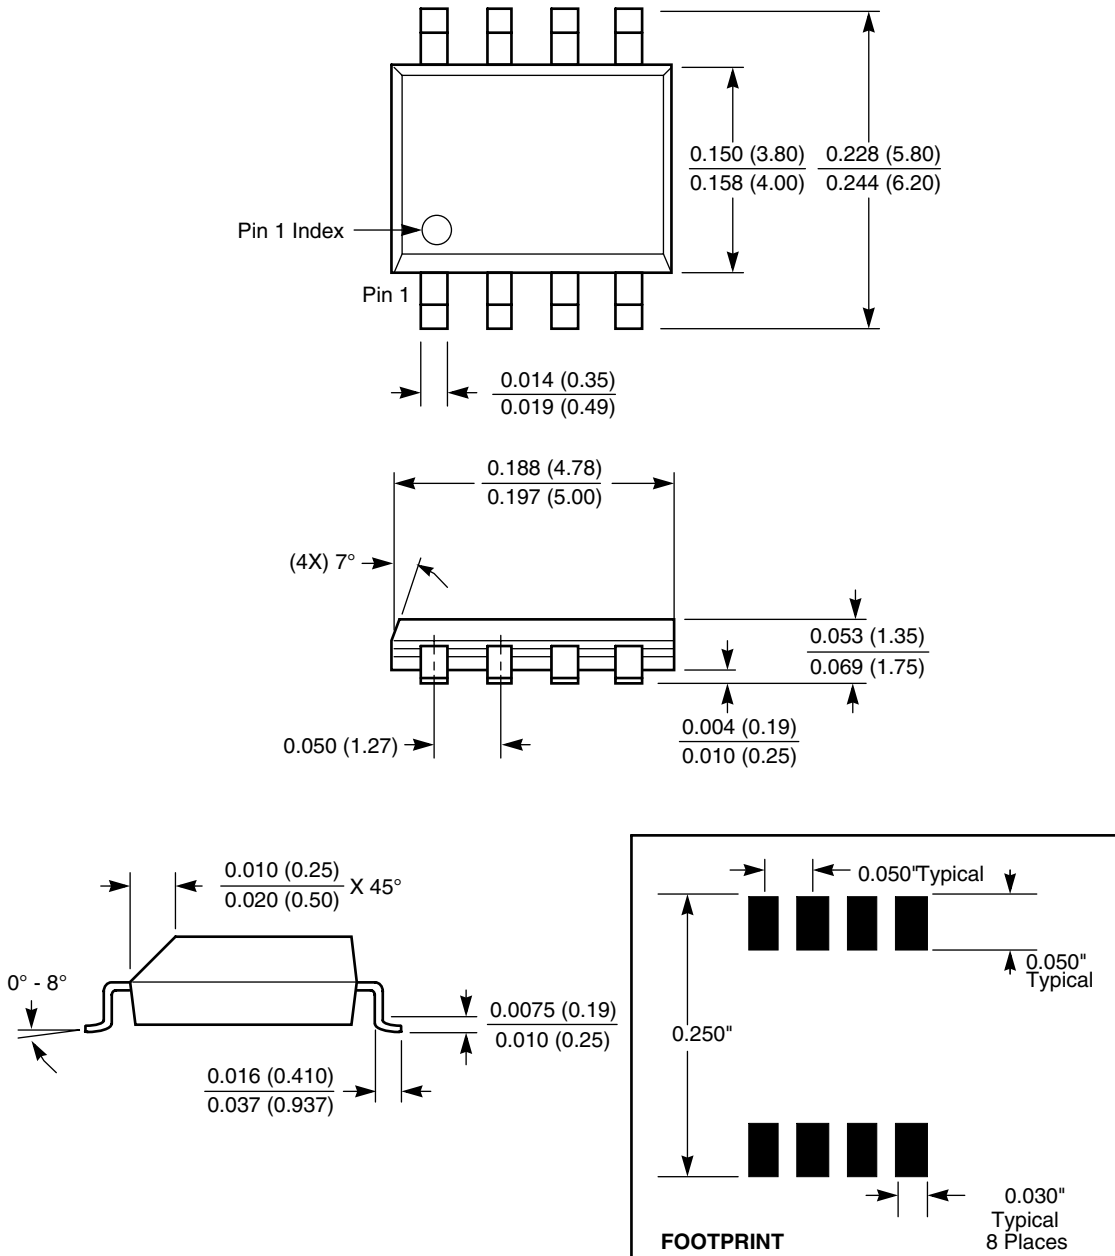 0.150 (3.80)
0.158 (4.00)
0.228 (5.80)
0.244 (6.20)
Pin 1 Index
Pin 1
0.014 (0.35)
0.019 (0.49)
0.188 (4.78)
0.197 (5.00)
(4X) 7°
0.053 (1.35)
0.069 (1.75)
0.004 (0.19)
0.010 (0.25)
0.050 (1.27)
0.010 (0.25)
0.020 (0.50)
X 45°
0° - 8°
0.0075 (0.19)
0.010 (0.25)
0.016 (0.410)
0.037 (0.937)
0.050"Typical
0.050"
Typical
0.250"
0.030"
Typical
8 Places
FOOTPRINT